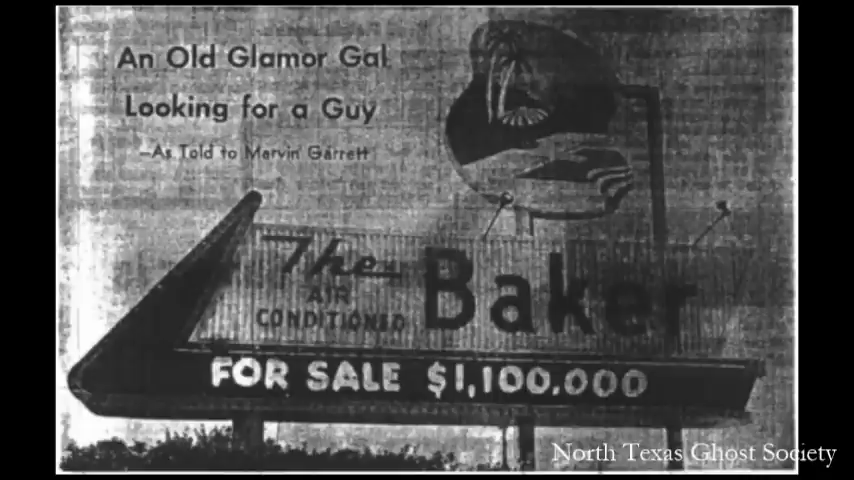 An Old Glamor Gal
Looking for a Guy
—As Told to Marvin Garrett
The
AIR
CONDITIONED
Baker
FOR SALE $1,100.000
North Texas Ghost Society